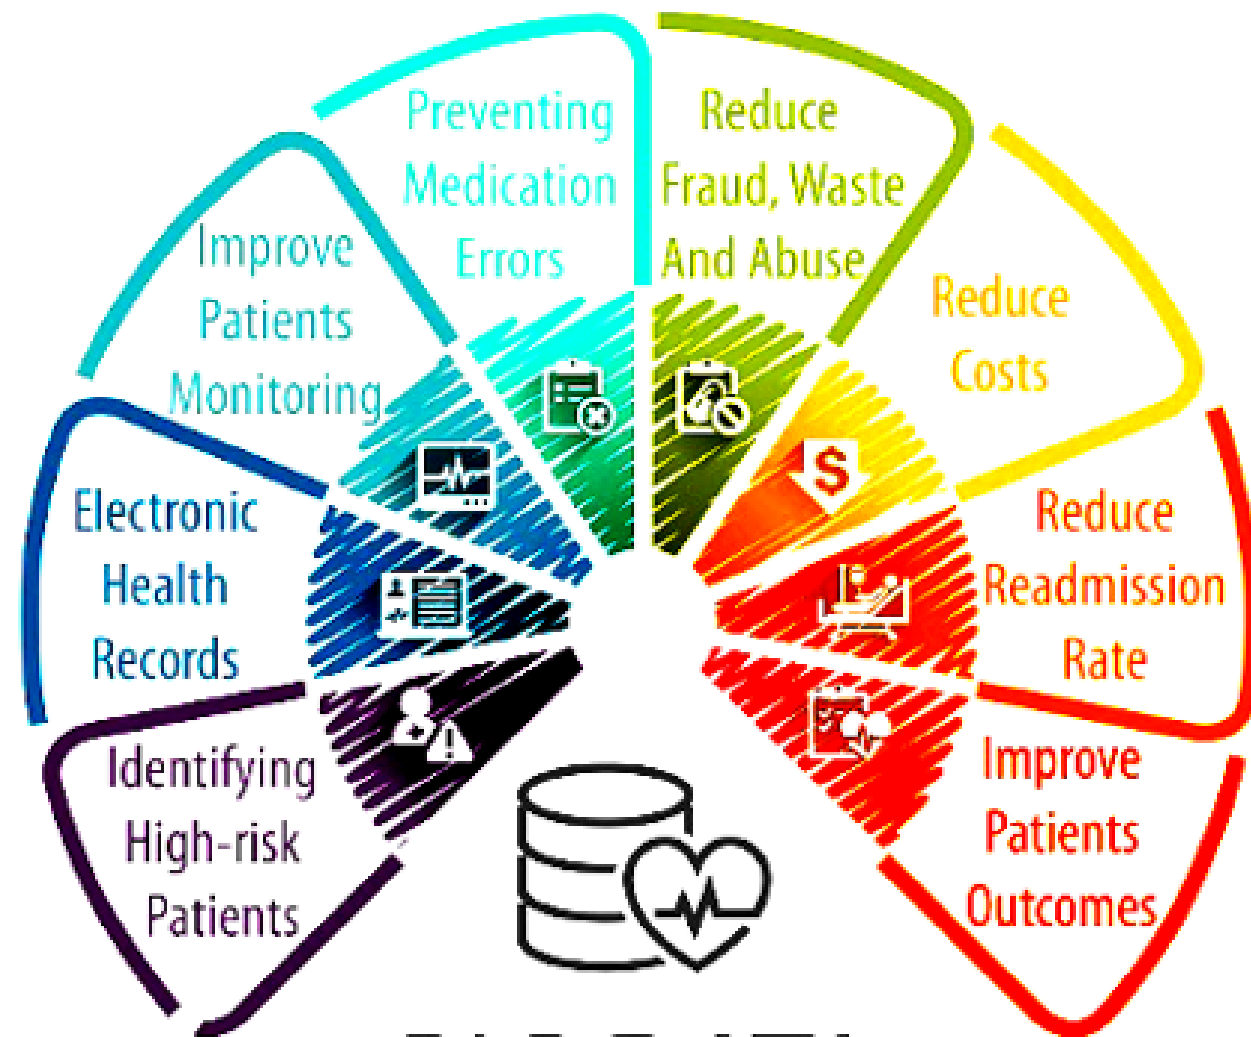 Preventing
Medication
Errors
Reduce
Fraud, Waste
And Abuse
Improve
Patients
Monitoring
Reduce
Costs
$
Electronic
Health
Records
Reduce
Readmission
Rate
Identifying
High-risk
Patients
!
Improve
Patients
Outcomes